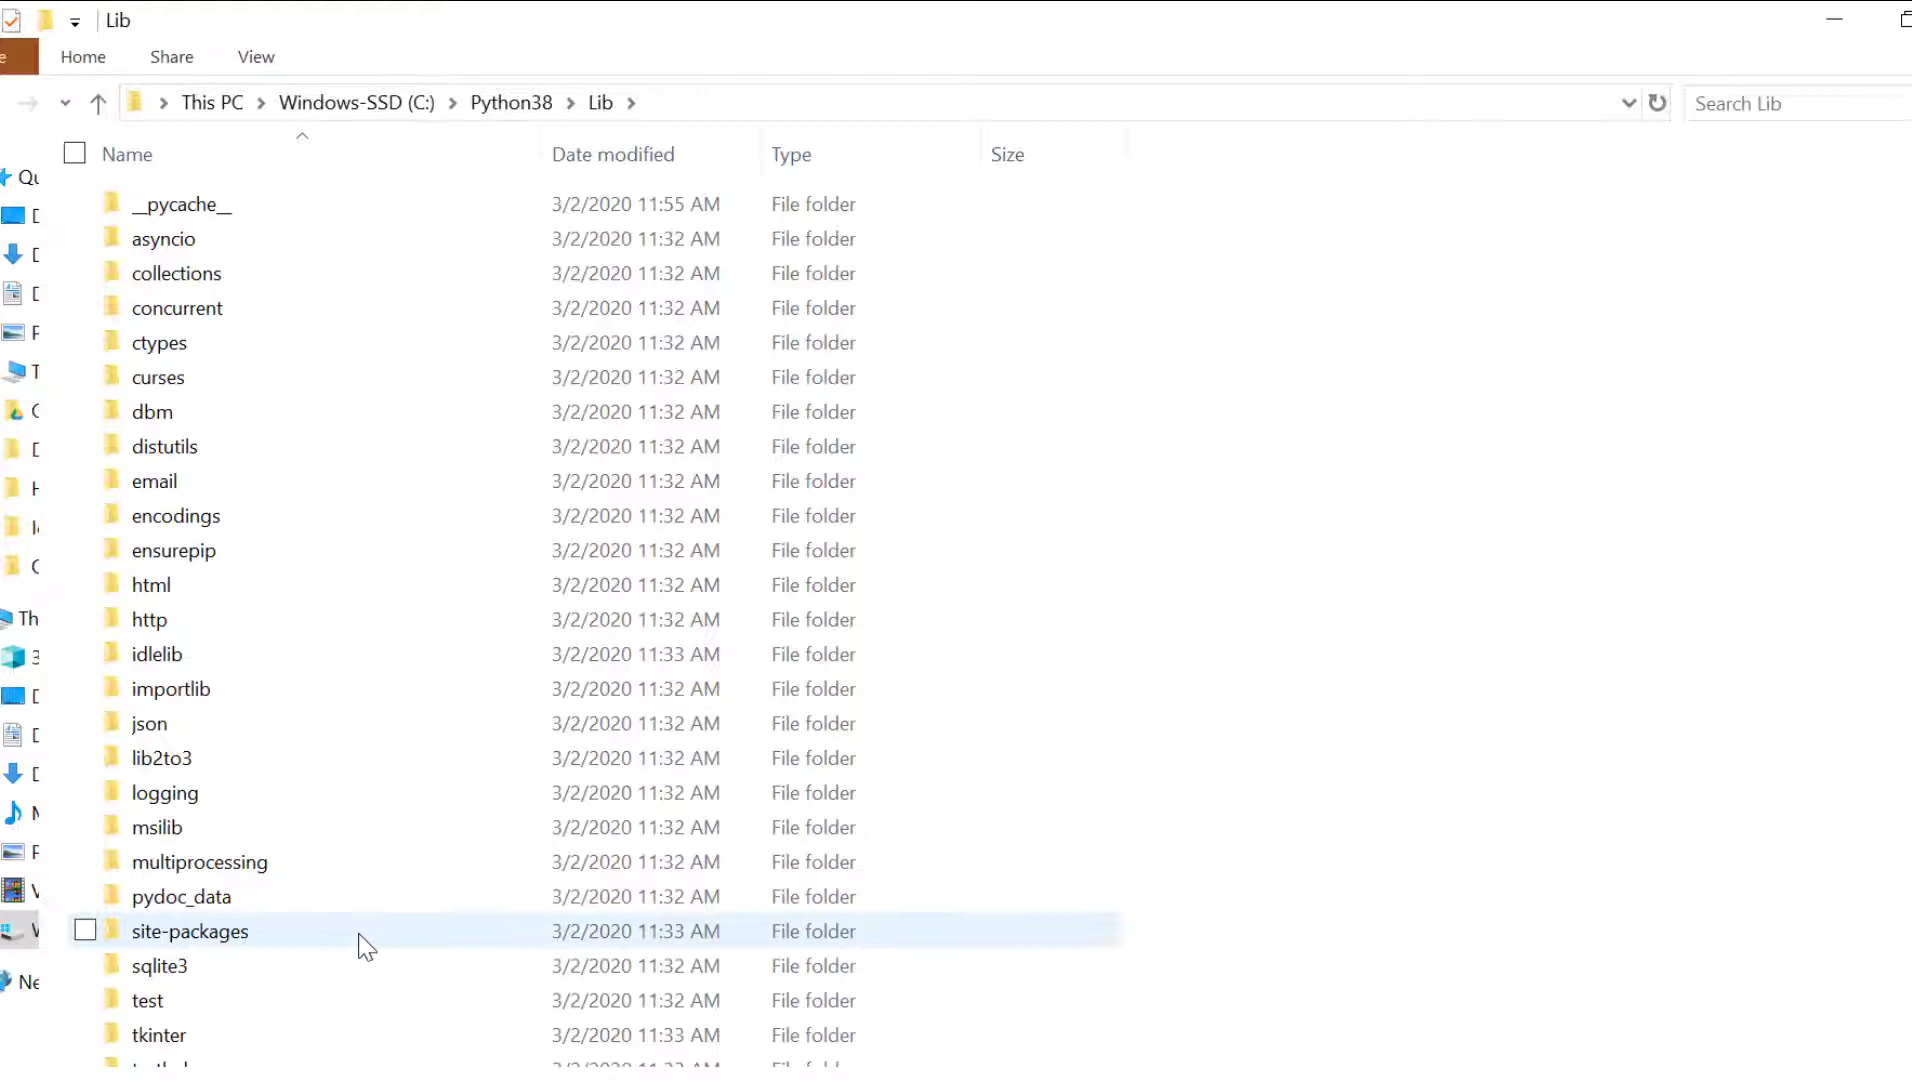 Lib
Home Share View
This PC Windows-SSD (C:) Python38 Lib Search Lib
Name Date modified Type Size
__pycache__ 3/2/2020 11:55 AM File folder
asyncio 3/2/2020 11:32 AM File folder
collections 3/2/2020 11:32 AM File folder
concurrent 3/2/2020 11:32 AM File folder
ctypes 3/2/2020 11:32 AM File folder
curses 3/2/2020 11:32 AM File folder
dbm 3/2/2020 11:32 AM File folder
distutils 3/2/2020 11:32 AM File folder
email 3/2/2020 11:32 AM File folder
encodings 3/2/2020 11:32 AM File folder
ensurepip 3/2/2020 11:32 AM File folder
html 3/2/2020 11:32 AM File folder
http 3/2/2020 11:32 AM File folder
idlelib 3/2/2020 11:33 AM File folder
importlib 3/2/2020 11:32 AM File folder
json 3/2/2020 11:32 AM File folder
lib2to3 3/2/2020 11:32 AM File folder
logging 3/2/2020 11:32 AM File folder
msilib 3/2/2020 11:32 AM File folder
multiprocessing 3/2/2020 11:32 AM File folder
pydoc_data 3/2/2020 11:32 AM File folder
site-packages 3/2/2020 11:33 AM File folder
sqlite3 3/2/2020 11:32 AM File folder
test 3/2/2020 11:32 AM File folder
tkinter 3/2/2020 11:33 AM File folder